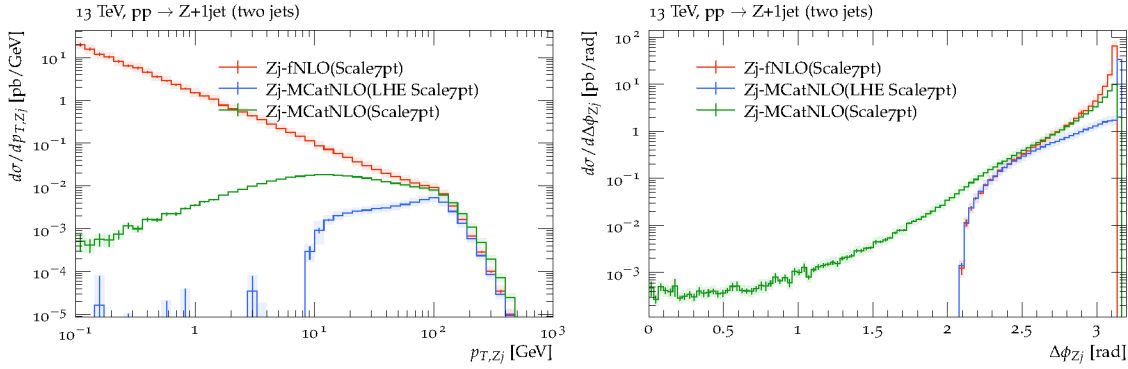 13 TeV, pp → Z+1jet (two jets)
dσ/dp_{T,Zj} [pb/GeV]
Zj-fNLO(Scale7pt)
Zj-MCatNLO(LHE Scale7pt)
Zj-MCatNLO(Scale7pt)
10^1
1
10^{-1}
10^{-2}
10^{-3}
10^{-4}
10^{-5}
10^{-1} 1 10^1 10^2 10^3
p_{T,Zj} [GeV]
13 TeV, pp → Z+1jet (two jets)
dσ/dΔϕ_{Zj} [pb/rad]
Zj-fNLO(Scale7pt)
Zj-MCatNLO(LHE Scale7pt)
Zj-MCatNLO(Scale7pt)
10^2
10^1
1
10^{-1}
10^{-2}
10^{-3}
0 0.5 1 1.5 2 2.5 3
Δϕ_{Zj} [rad]